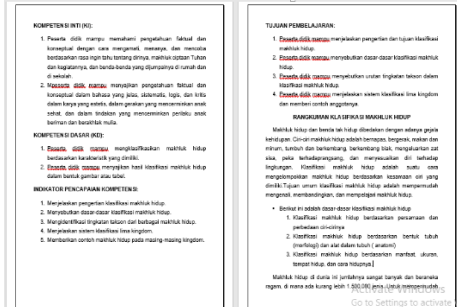 KOMPETENSI INTI (KI):
1. Peserta didik mampu memahami pengetahuan faktual dan
konseptual dengan cara mengamati, menanya, dan mencoba
berdasarkan rasa ingin tahu tentang dirinya, makhluk ciptaan Tuhan
dan kegiatannya, dan benda-benda yang dijumpainya di rumah dan
di sekolah.
2. Mpeserta didik mampu menyajikan pengetahuan faktual dan
konseptual dalam bahasa yang jelas, sistematis, logis, dan kritis
dalam karya yang estetis, dalam gerakan yang mencerminkan anak
sehat, dan dalam tindakan yang mencerminkan perilaku anak
beriman dan berakhlak mulia.
KOMPETENSI DASAR (KD):
1. Peserta didik mampu mengklasifikasikan makhluk hidup
berdasarkan karakteristik yang dimiliki.
2. Peserta didik mampu menyajikan hasil klasifikasi makhluk hidup
dalam bentuk gambar atau tabel.
INDIKATOR PENCAPAIAN KOMPETENSI:
1. Menjelaskan pengertian klasifikasi makhluk hidup.
2. Menyebutkan dasar-dasar klasifikasi makhluk hidup.
3. Mengidentifikasi tingkatan takson dari berbagai makhluk hidup.
4. Menjelaskan sistem klasifikasi lima kingdom.
5. Memberikan contoh makhluk hidup pada masing-masing kingdom.
TUJUAN PEMBELAJARAN:
1. Peserta didik mampu menjelaskan pengertian dan tujuan klasifikasi
makhluk hidup.
2. Peserta didik mampu menyebutkan dasar-dasar klasifikasi makhluk
hidup.
3. Peserta didik mampu menyebutkan urutan tingkatan takson dalam
klasifikasi makhluk hidup.
4. Peserta didik mampu menjelaskan sistem klasifikasi lima kingdom
dan memberi contoh anggotanya.
RANGKUMAN KLASIFIKASI MAKHLUK HIDUP
Makhluk hidup dan benda tak hidup dibedakan dengan adanya gejala
kehidupan. Ciri-ciri makhluk hidup adalah bernapas, bergerak, makan dan
minum, tumbuh dan berkembang, berkembang biak, mengeluarkan zat
sisa, peka terhadaprangsang, dan menyesuaikan diri terhadap
lingkungan. Klasifikasi makhluk hidup adalah suatu cara
mengelompokkan makhluk hidup berdasarkan kesamaan ciri yang
dimiliki.Tujuan umum klasifikasi makhluk hidup adalah mempermudah
mengenali, membandingkan, dan mempelajari makhluk hidup.
• Berikut ini adalah dasar-dasar klasifikasi makhluk hidup
1. Klasifikasi makhluk hidup berdasarkan persamaan dan
perbedaan ciri-cirinya
2. Klasifikasi makhluk hidup berdasarkan bentuk tubuh
(morfologi) dan alat dalam tubuh ( anatomi)
3. Klasifikasi makhluk hidup berdasarkan manfaat, ukuran,
tempat hidup, dan cara hidupnya.
Makhluk hidup di dunia ini jumlahnya sangat banyak dan beraneka
ragam, di mana ada kurang lebih 1.500.000 jenis. Untuk mempermudah
Activate Windows
Go to Settings to activate